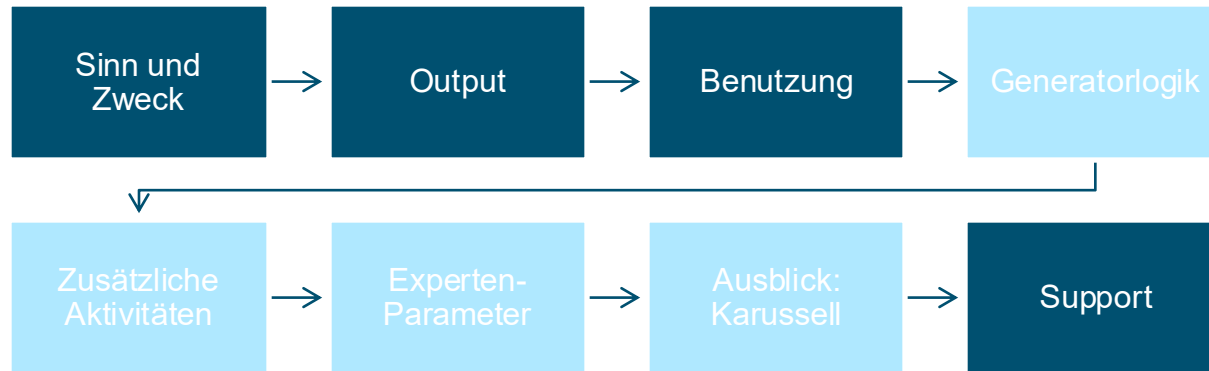 Sinn und
Zweck
Output
Benutzung
Generatorlogik
Zusätzliche
Aktivitäten
Experten-
Parameter
Ausblick:
Karussell
Support